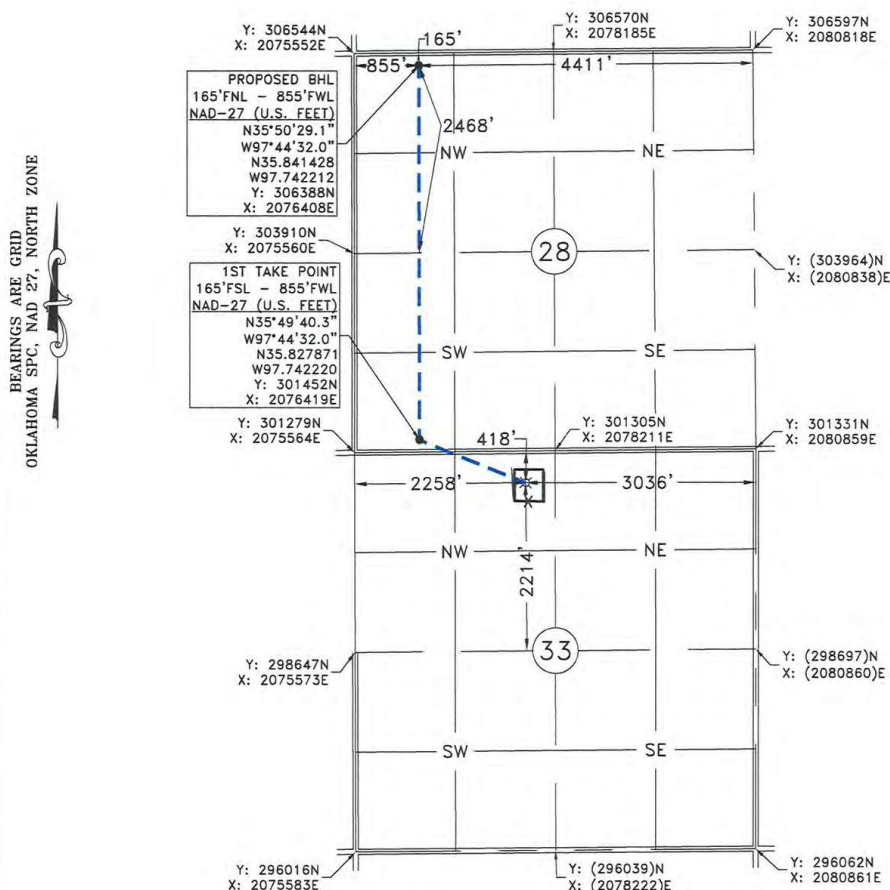 Y: 306544N
X: 2075552E
Y: 306570N
X: 2078185E
Y: 306597N
X: 2080818E
165'
855'
4411'
PROPOSED BHL
165'FNL - 855'FWL
NAD-27 (U.S. FEET)
N35°50'29.1"
W97°44'32.0"
N35.841428
W97.742212
Y: 306388N
X: 2076408E
2468'
NW
NE
BEARINGS ARE GRID
OKLAHOMA SPC, NAD 27, NORTH ZONE
Y: 303910N
X: 2075560E
28
Y: (303964)N
X: (2080838)E
1ST TAKE POINT
165'FSL - 855'FWL
NAD-27 (U.S. FEET)
N35°49'40.3"
W97°44'32.0"
N35.827871
W97.742220
Y: 301452N
X: 2076419E
SW
SE
Y: 301279N
X: 2075564E
418'
Y: 301305N
X: 2078211E
Y: 301331N
X: 2080859E
2258'
3036'
NW
NE
2214'
33
Y: 298647N
X: 2075573E
Y: (298697)N
X: (2080860)E
SW
SE
Y: 296016N
X: 2075583E
Y: (296039)N
X: (2078222)E
Y: 296062N
X: 2080861E